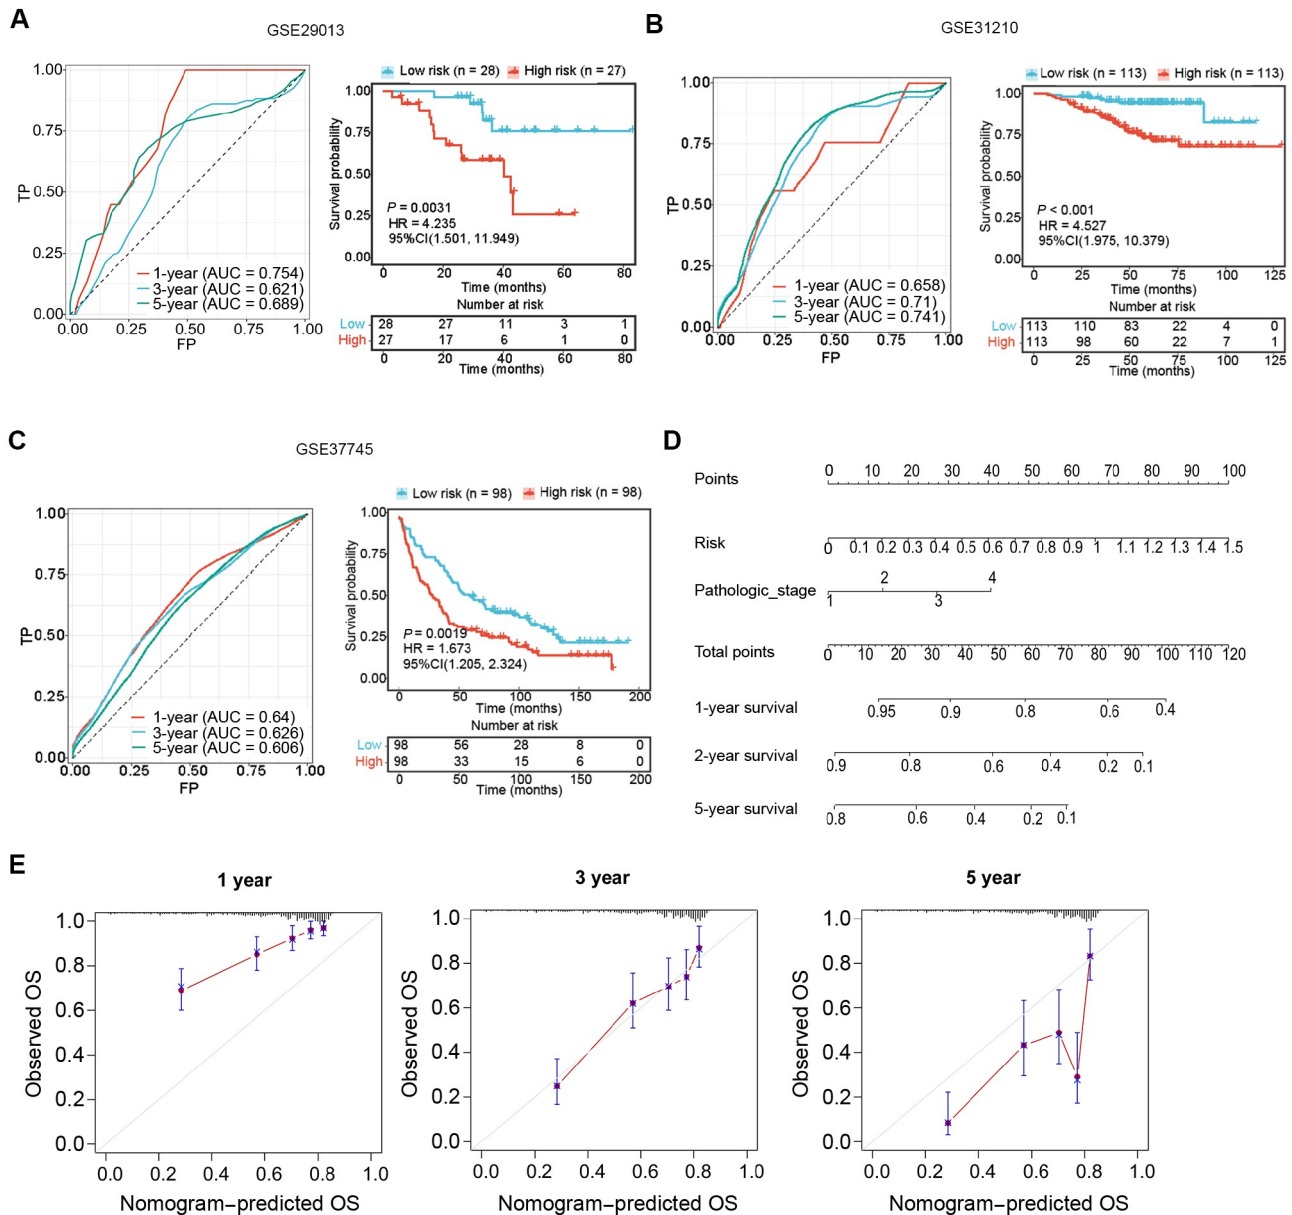 A
GSE29013
TP
1.00
0.75
0.50
0.25
0.00
1-year (AUC = 0.754)
3-year (AUC = 0.621)
5-year (AUC = 0.689)
0.00 0.25 0.50 0.75 1.00
FP
Low risk (n = 28) High risk (n = 27)
Survival probability
1.00
0.75
0.50
0.25
0.00
P = 0.0031
HR = 4.235
95%CI(1.501, 11.949)
0 20 40 60 80
Time (months)
Number at risk
Low 28 27 11 3 1
High 27 17 6 1 0
0 20 40 60 80
Time (months)
B
GSE31210
TP
1.00
0.75
0.50
0.25
0.00
1-year (AUC = 0.658)
3-year (AUC = 0.71)
5-year (AUC = 0.741)
0.00 0.25 0.50 0.75 1.00
FP
Low risk (n = 113) High risk (n = 113)
Survival probability
1.00
0.75
0.50
0.25
0.00
P < 0.001
HR = 4.527
95%CI(1.975, 10.379)
0 25 50 75 100 125
Time (months)
Number at risk
Low 113 110 83 22 4 0
High 113 98 60 22 7 1
0 25 50 75 100 125
Time (months)
C
GSE37745
TP
1.00
0.75
0.50
0.25
0.00
1-year (AUC = 0.64)
3-year (AUC = 0.626)
5-year (AUC = 0.606)
0.00 0.25 0.50 0.75 1.00
FP
Low risk (n = 98) High risk (n = 98)
Survival probability
1.00
0.75
0.50
0.25
0.00
P = 0.0019
HR = 1.673
95%CI(1.205, 2.324)
0 50 100 150 200
Time (months)
Number at risk
Low 98 56 28 8 0
High 98 33 15 6 0
0 50 100 150 200
Time (months)
D
Points 0 10 20 30 40 50 60 70 80 90 100
Risk 0 0.1 0.2 0.3 0.4 0.5 0.6 0.7 0.8 0.9 1 1.1 1.2 1.3 1.4 1.5
2 4
Pathologic_stage
1 3
Total points 0 10 20 30 40 50 60 70 80 90 100 110 120
1-year survival
0.95 0.9 0.8 0.6 0.4
2-year survival
0.9 0.8 0.6 0.4 0.2 0.1
5-year survival
0.8 0.6 0.4 0.2 0.1
E
1 year
Observed OS
1.0
0.8
0.6
0.4
0.2
0.0
0.0 0.2 0.4 0.6 0.8 1.0
Nomogram–predicted OS
3 year
Observed OS
1.0
0.8
0.6
0.4
0.2
0.0
0.0 0.2 0.4 0.6 0.8 1.0
Nomogram–predicted OS
5 year
Observed OS
1.0
0.8
0.6
0.4
0.2
0.0
0.0 0.2 0.4 0.6 0.8 1.0
Nomogram–predicted OS